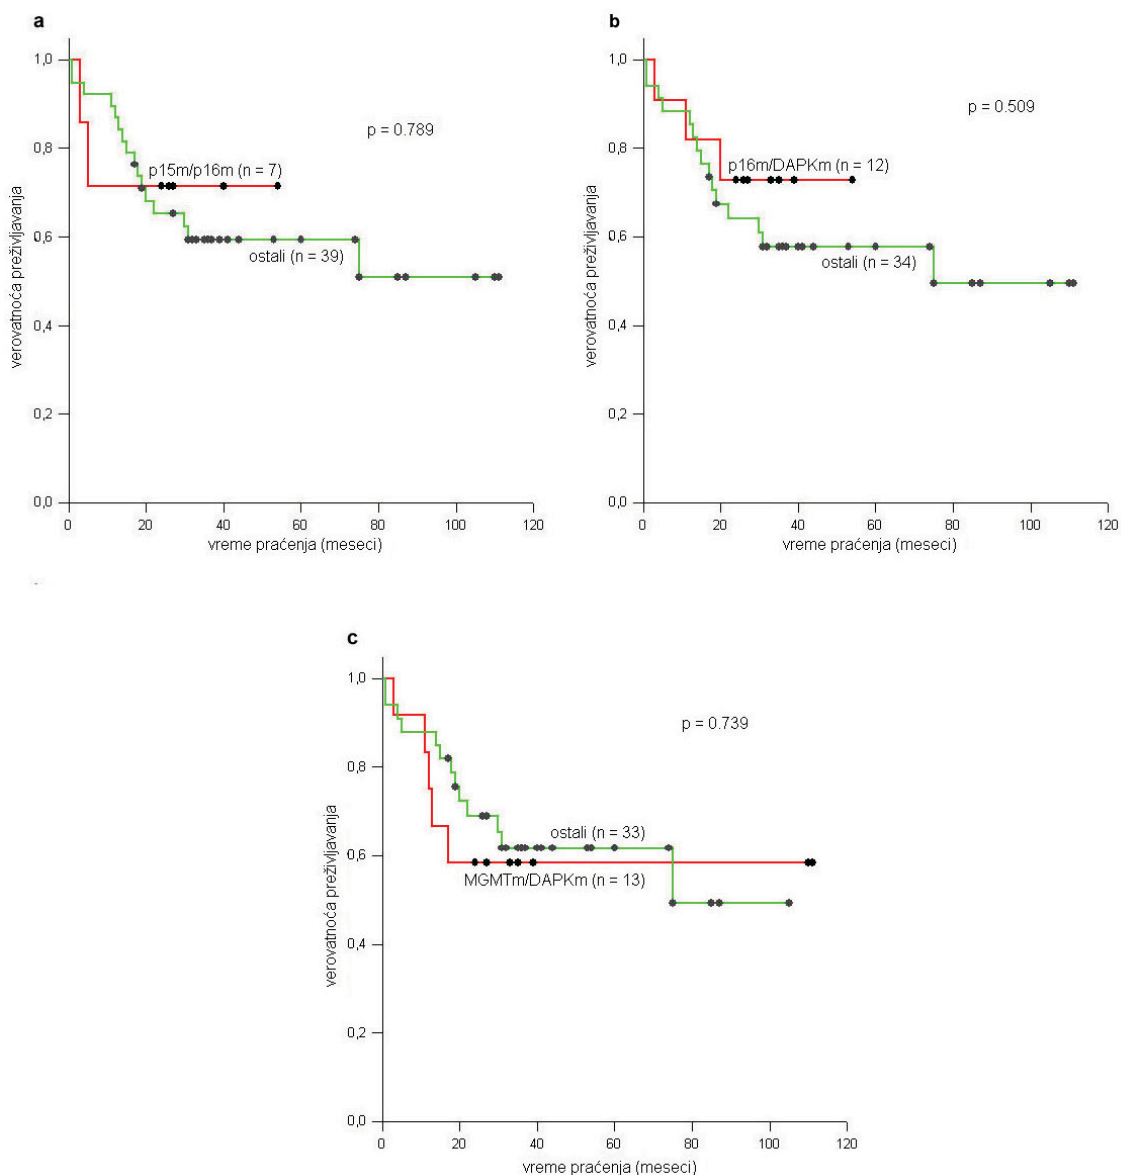 a
1,0
0,8
0,6
0,4
0,2
0,0
verovatnoća preživljavanja
p = 0.789
p15m/p16m (n = 7)
ostali (n = 39)
0 20 40 60 80 100 120
vreme praćenja (meseci)
b
1,0
0,8
0,6
0,4
0,2
0,0
verovatnoća preživljavanja
p = 0.509
p16m/DAPKm (n = 12)
ostali (n = 34)
0 20 40 60 80 100 120
vreme praćenja (meseci)
c
1,0
0,8
0,6
0,4
0,2
0,0
verovatnoća preživljavanja
p = 0.739
ostali (n = 33)
MGMTm/DAPKm (n = 13)
0 20 40 60 80 100 120
vreme praćenja (meseci)